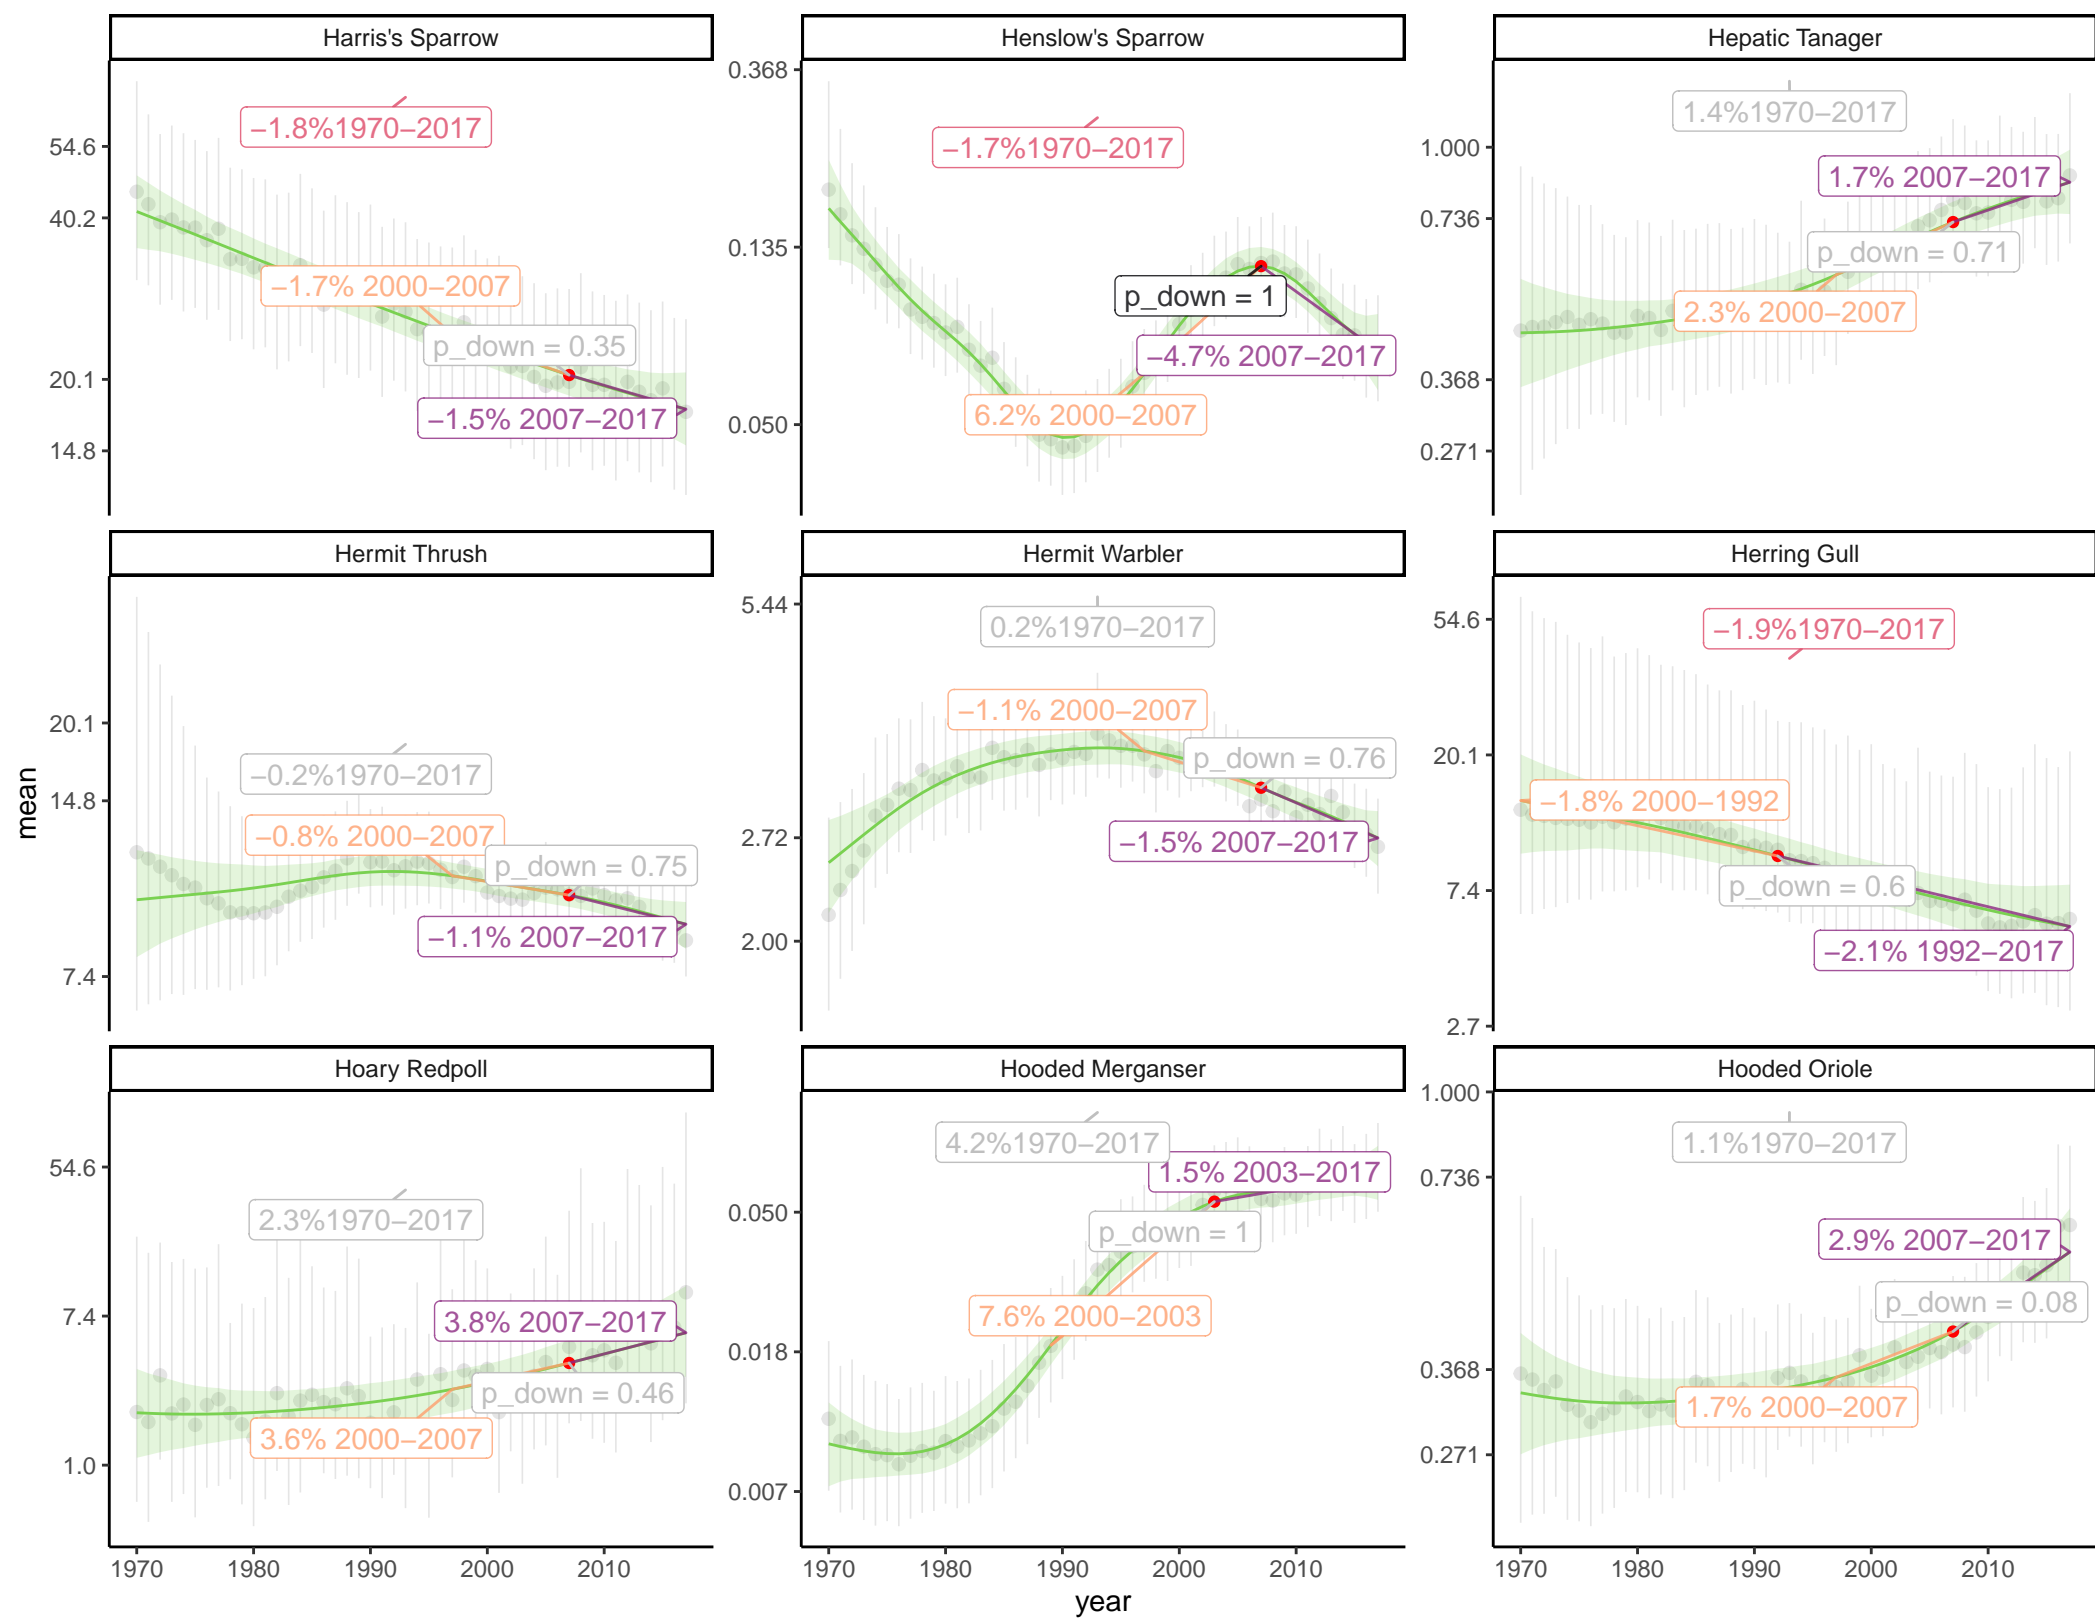 Harris's Sparrow
Henslow's Sparrow
Hepatic Tanager
54.6
40.2
20.1
14.8
−1.8%1970−2017
−1.7% 2000−2007
p_down = 0.35
−1.5% 2007−2017
0.368
0.135
0.050
−1.7%1970−2017
p_down = 1
−4.7% 2007−2017
6.2% 2000−2007
1.000
0.736
0.368
0.271
1.4%1970−2017
1.7% 2007−2017
p_down = 0.71
2.3% 2000−2007
Hermit Thrush
Hermit Warbler
Herring Gull
mean
20.1
14.8
7.4
−0.2%1970−2017
−0.8% 2000−2007
p_down = 0.75
−1.1% 2007−2017
5.44
2.72
2.00
0.2%1970−2017
−1.1% 2000−2007
p_down = 0.76
−1.5% 2007−2017
54.6
20.1
7.4
2.7
−1.9%1970−2017
−1.8% 2000−1992
p_down = 0.6
−2.1% 1992−2017
Hoary Redpoll
Hooded Merganser
Hooded Oriole
54.6
7.4
1.0
2.3%1970−2017
3.8% 2007−2017
p_down = 0.46
3.6% 2000−2007
0.050
0.018
0.007
4.2%1970−2017
1.5% 2003−2017
p_down = 1
7.6% 2000−2003
1.000
0.736
0.368
0.271
1.1%1970−2017
2.9% 2007−2017
p_down = 0.08
1.7% 2000−2007
1970 1980 1990 2000 2010
1970 1980 1990 2000 2010
1970 1980 1990 2000 2010
year